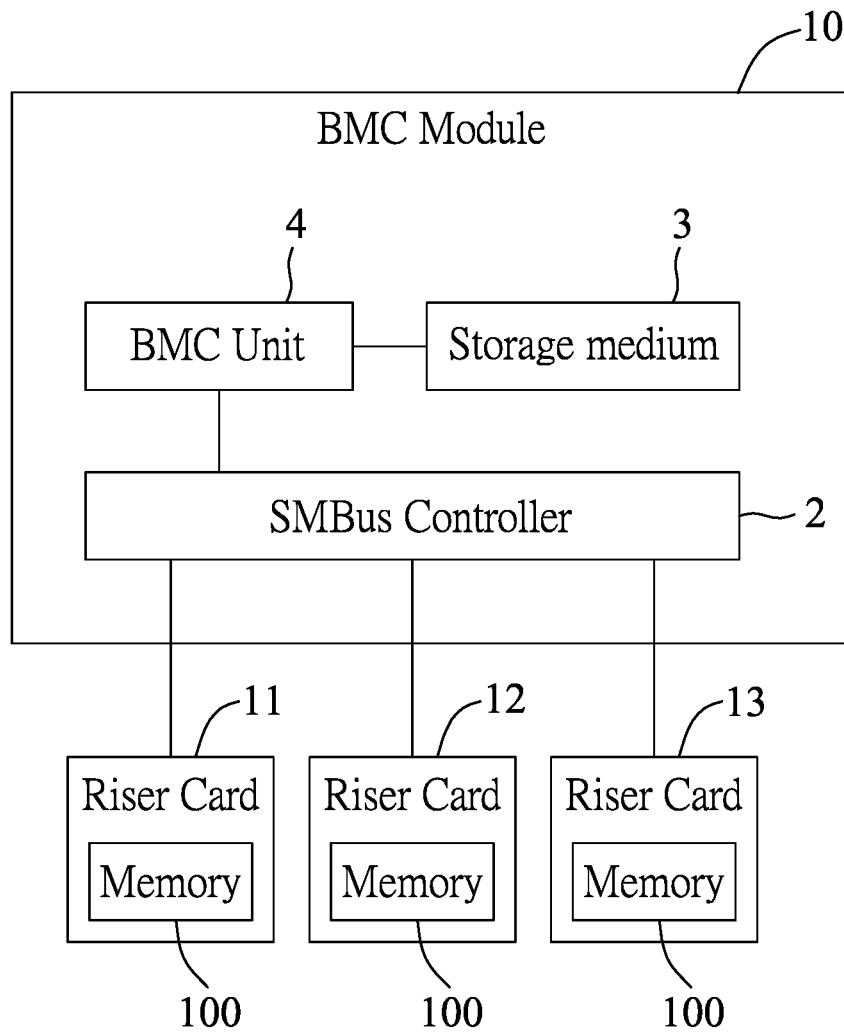 10
BMC Module
4
3
BMC Unit
Storage medium
SMBus Controller
2
11
12
13
Riser Card
Riser Card
Riser Card
Memory
Memory
Memory
100
100
100